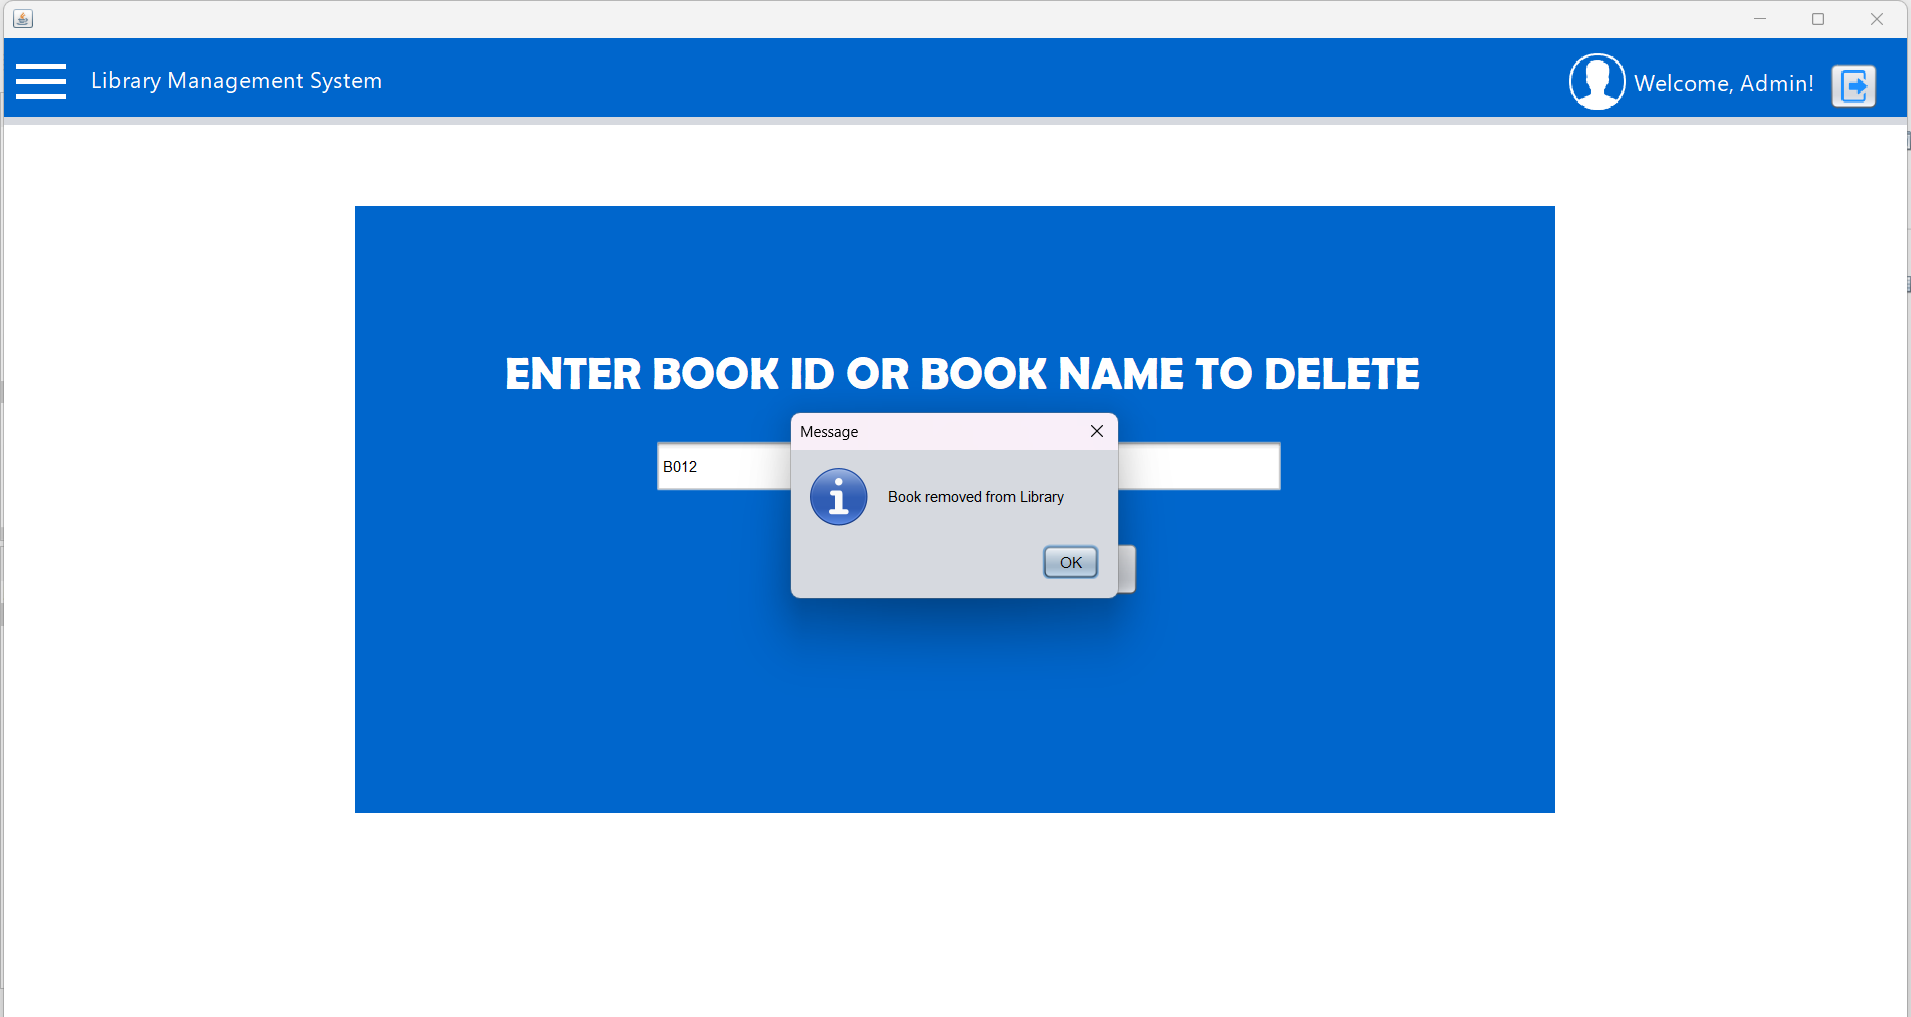 Library Management System
Welcome, Admin!
ENTER BOOK ID OR BOOK NAME TO DELETE
Message
B012
Book removed from Library
OK